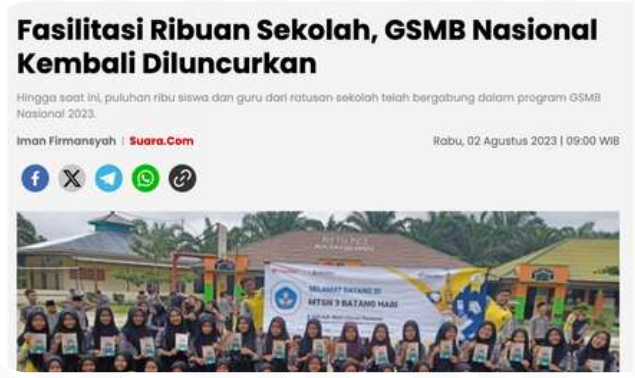 Fasilitasi Ribuan Sekolah, GSMB Nasional
Kembali Diluncurkan
Hingga saat ini, puluhan ribu siswa dan guru dari ratusan sekolah telah bergabung dalam program GSMB
Nasional 2023.
Iman Firmansyah | Suara.Com
Rabu, 02 Agustus 2023 | 09:00 WIB
SELAMAT DATANG DI
MTSN 3 BATANG HARI